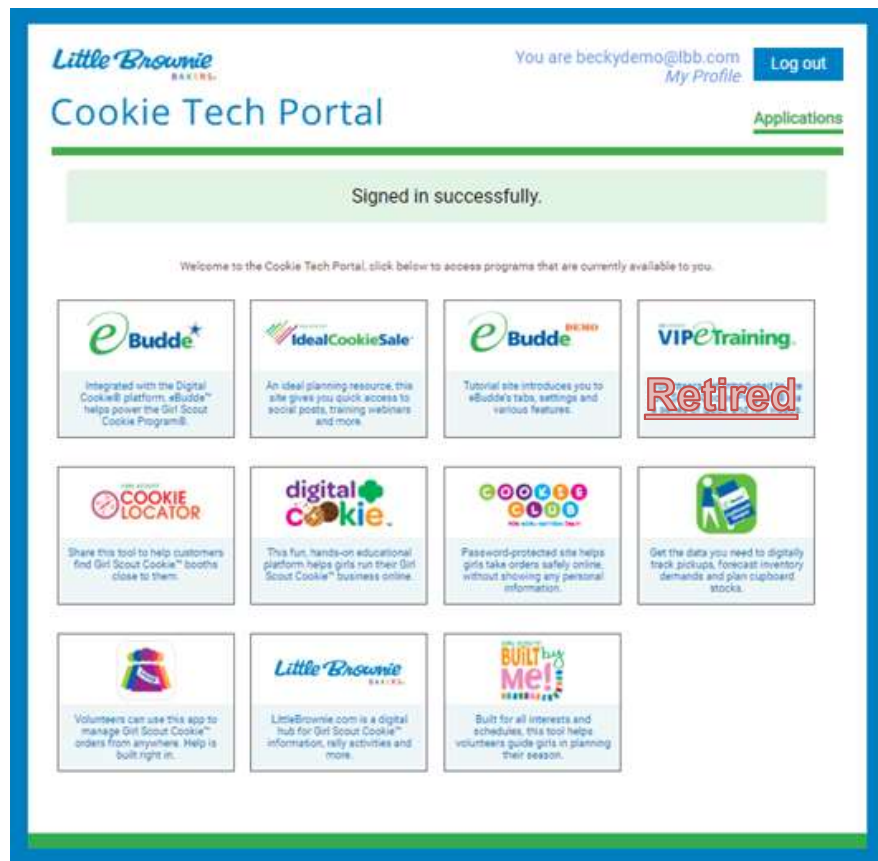 Little Brownie
BAKERS.
You are beckydemo@lbb.com
My Profile
Log out
Cookie Tech Portal
Applications
Signed in successfully.
Welcome to the Cookie Tech Portal, click below to access programs that are currently available to you.
eBudde
Integrated with the Digital
Cookie® platform, eBudde™
helps power the Girl Scout
Cookie Program®.
IdealCookieSale
An ideal planning resource, this
site gives you quick access to
social posts, training webinars
and more.
eBudde DEMO
Tutorial site introduces you to
eBudde's tabs, settings and
various features.
VIP eTraining.
Retired
COOKIE
LOCATOR
Share this tool to help customers
find Girl Scout Cookie™ booths
close to them.
digital
cookie.
This fun, hands-on educational
platform helps girls run their Girl
Scout Cookie™ business online.
COOKIE
CLUB
Password-protected site helps
girls take orders safely online,
without showing any personal
information.
Get the data you need to digitally
track pickups, forecast inventory
demands and plan cupboard
stocks.
Volunteers can use this app to
manage Girl Scout Cookie™
orders from anywhere. Help is
built right in.
Little Brownie
BAKERS.
LittleBrownie.com is a digital
hub for Girl Scout Cookie™
information, rally activities and
more.
BUILT by
Me!
Built for all interests and
schedules, this tool helps
volunteers guide girls in planning
their season.